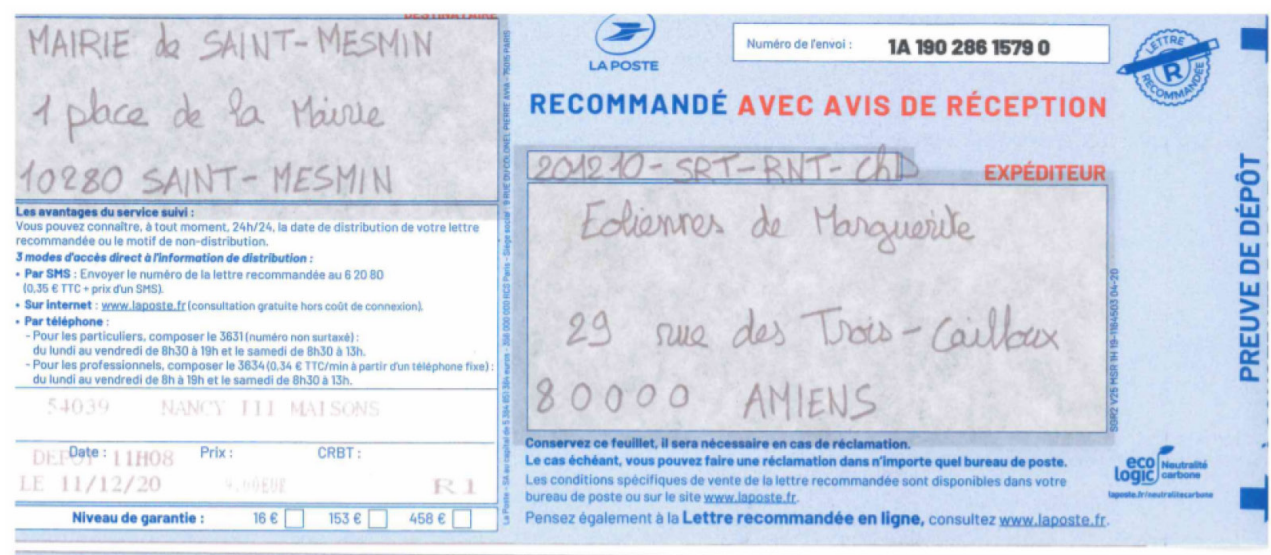 DESTINATAIRE
MAIRIE de SAINT-MESMIN
1 place de la Mairie
10280 SAINT-MESMIN
Les avantages du service suivi :
Vous pouvez connaître, à tout moment, 24h/24, la date de distribution de votre lettre
recommandée ou le motif de non-distribution.
3 modes d'accès direct à l'information de distribution :
• Par SMS : Envoyer le numéro de la lettre recommandée au 6 20 80
(0,35 € TTC + prix d'un SMS).
• Sur internet : www.laposte.fr (consultation gratuite hors coût de connexion).
• Par téléphone :
- Pour les particuliers, composer le 3631 (numéro non surtaxé) :
du lundi au vendredi de 8h30 à 19h et le samedi de 8h30 à 13h.
- Pour les professionnels, composer le 3634 (0,34 € TTC/min à partir d'un téléphone fixe) :
du lundi au vendredi de 8h à 19h et le samedi de 8h30 à 13h.
54039 NANCY III MAISONS
Date : Prix : CRBT :
DEPOT 11H08
LE 11/12/20 R1
Niveau de garantie : 16 € 153 € 458 €
LA POSTE
Numéro de l'envoi : 1A 190 286 1579 0
LETTRE
R
RECOMMANDÉE
RECOMMANDÉ AVEC AVIS DE RÉCEPTION
201210-SRT-RNT-ChD
EXPÉDITEUR
Eoliennes de Marguerite
29 rue des Trois-Cailloux
80000 AMIENS
SGR2 V25 MSR 1H 19-1164503 04-20
Conservez ce feuillet, il sera nécessaire en cas de réclamation.
Le cas échéant, vous pouvez faire une réclamation dans n'importe quel bureau de poste.
Les conditions spécifiques de vente de la lettre recommandée sont disponibles dans votre
bureau de poste ou sur le site www.laposte.fr.
Pensez également à la Lettre recommandée en ligne, consultez www.laposte.fr.
eco
logic
Neutralité
carbone
laposte.fr/neutralitecarbone
PREUVE DE DÉPÔT